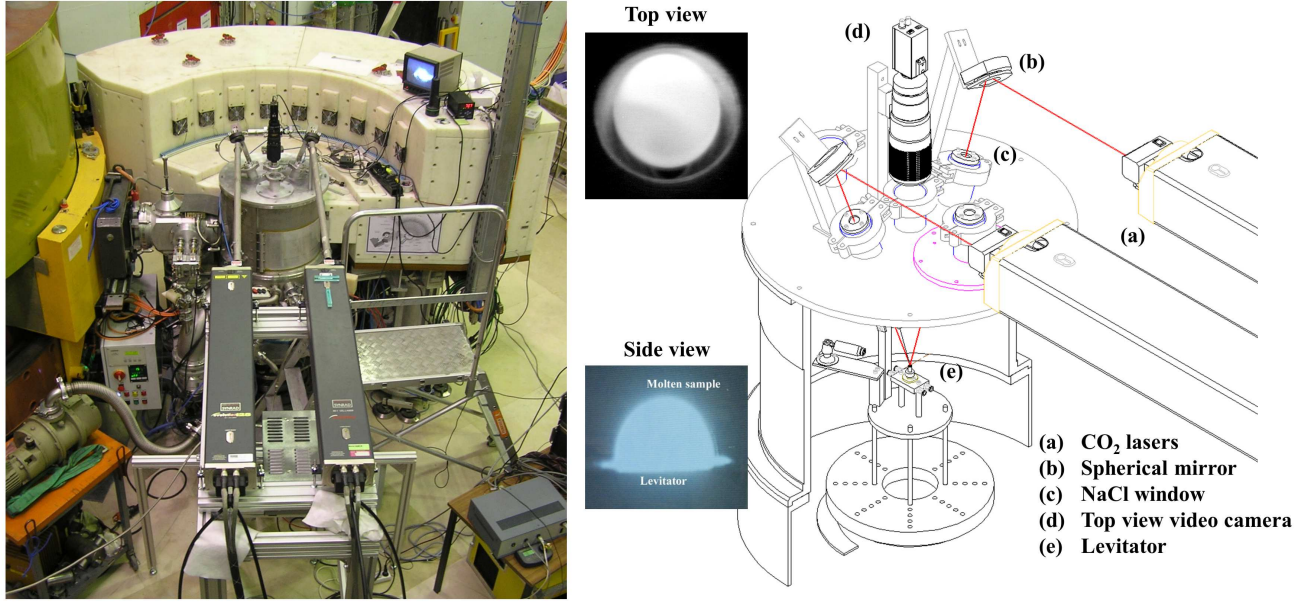 Top view
(d)
(b)
(c)
(a)
Side view
Molten sample
Levitator
(e)
(a) CO₂ lasers
(b) Spherical mirror
(c) NaCl window
(d) Top view video camera
(e) Levitator